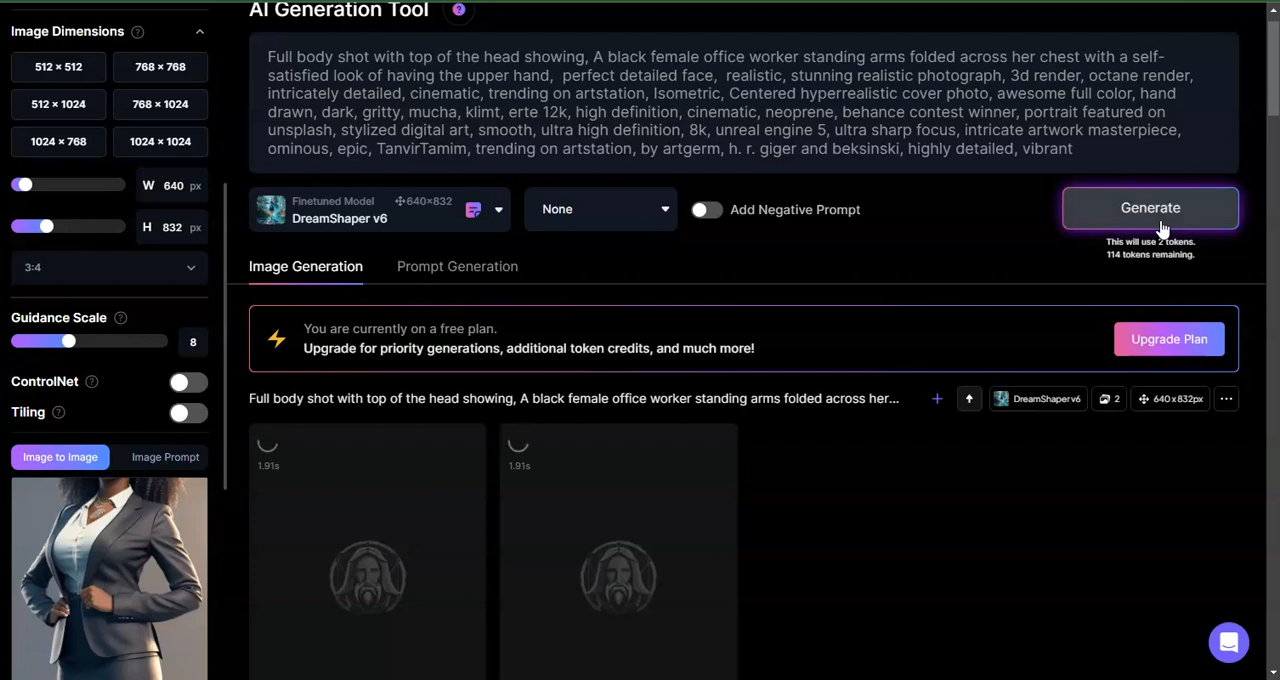 AI Generation Tool
?
Image Dimensions ?
512 × 512
768 × 768
512 × 1024
768 × 1024
1024 × 768
1024 × 1024
W 640 px
H 832 px
3:4
Guidance Scale ?
8
ControlNet ?
Tiling ?
Image to Image
Image Prompt
Full body shot with top of the head showing, A black female office worker standing arms folded across her chest with a self-
satisfied look of having the upper hand, perfect detailed face, realistic, stunning realistic photograph, 3d render, octane render,
intricately detailed, cinematic, trending on artstation, Isometric, Centered hyperrealistic cover photo, awesome full color, hand
drawn, dark, gritty, mucha, klimt, erte 12k, high definition, cinematic, neoprene, behance contest winner, portrait featured on
unsplash, stylized digital art, smooth, ultra high definition, 8k, unreal engine 5, ultra sharp focus, intricate artwork masterpiece,
ominous, epic, TanvirTamim, trending on artstation, by artgerm, h. r. giger and beksinski, highly detailed, vibrant
Finetuned Model
640×832
DreamShaper v6
None
Add Negative Prompt
Generate
This will use 2 tokens.
114 tokens remaining.
Image Generation
Prompt Generation
You are currently on a free plan.
Upgrade for priority generations, additional token credits, and much more!
Upgrade Plan
Full body shot with top of the head showing, A black female office worker standing arms folded across her...
DreamShaper v6
2
640x832px
1.91s
1.91s